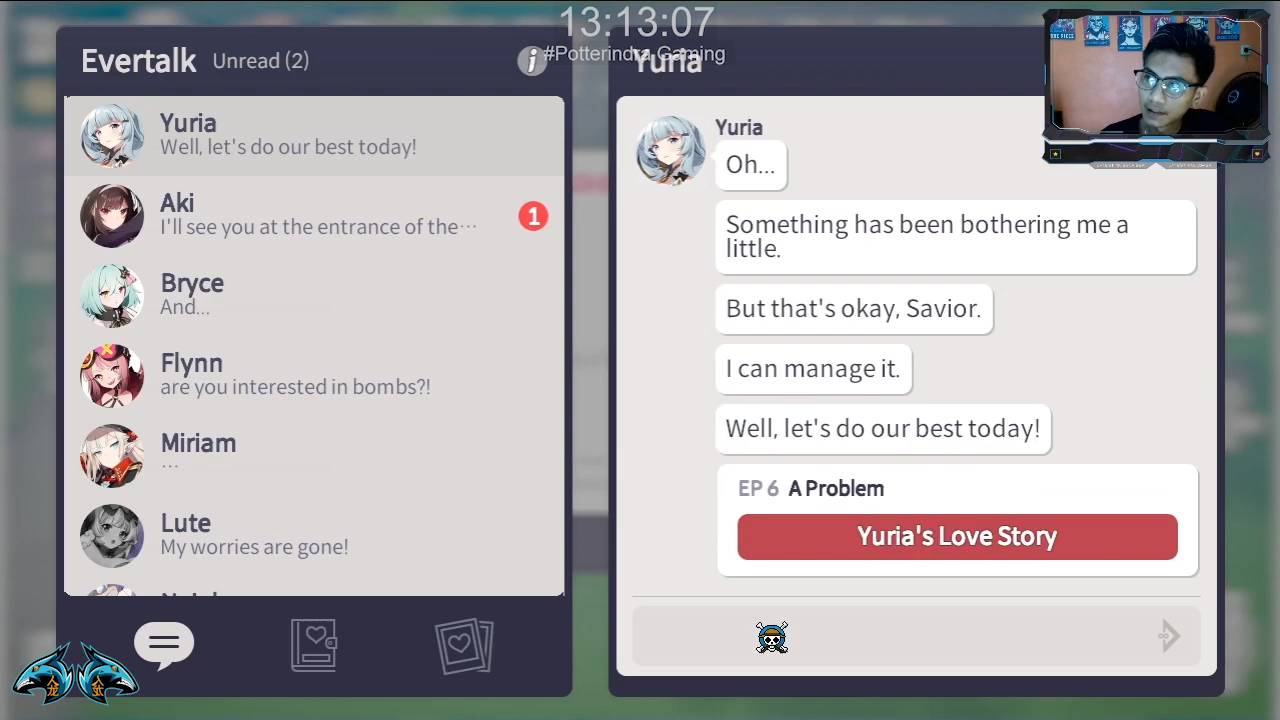 13:13:07
#Potterindra Gaming
Evertalk Unread (2)
Yuria
Well, let's do our best today!
Aki
I'll see you at the entrance of the…
1
Bryce
And...
Flynn
are you interested in bombs?!
Miriam
…
Lute
My worries are gone!
Yuria
Yuria
Oh...
Something has been bothering me a
little.
But that's okay, Savior.
I can manage it.
Well, let's do our best today!
EP 6 A Problem
Yuria's Love Story
ONE PIECE